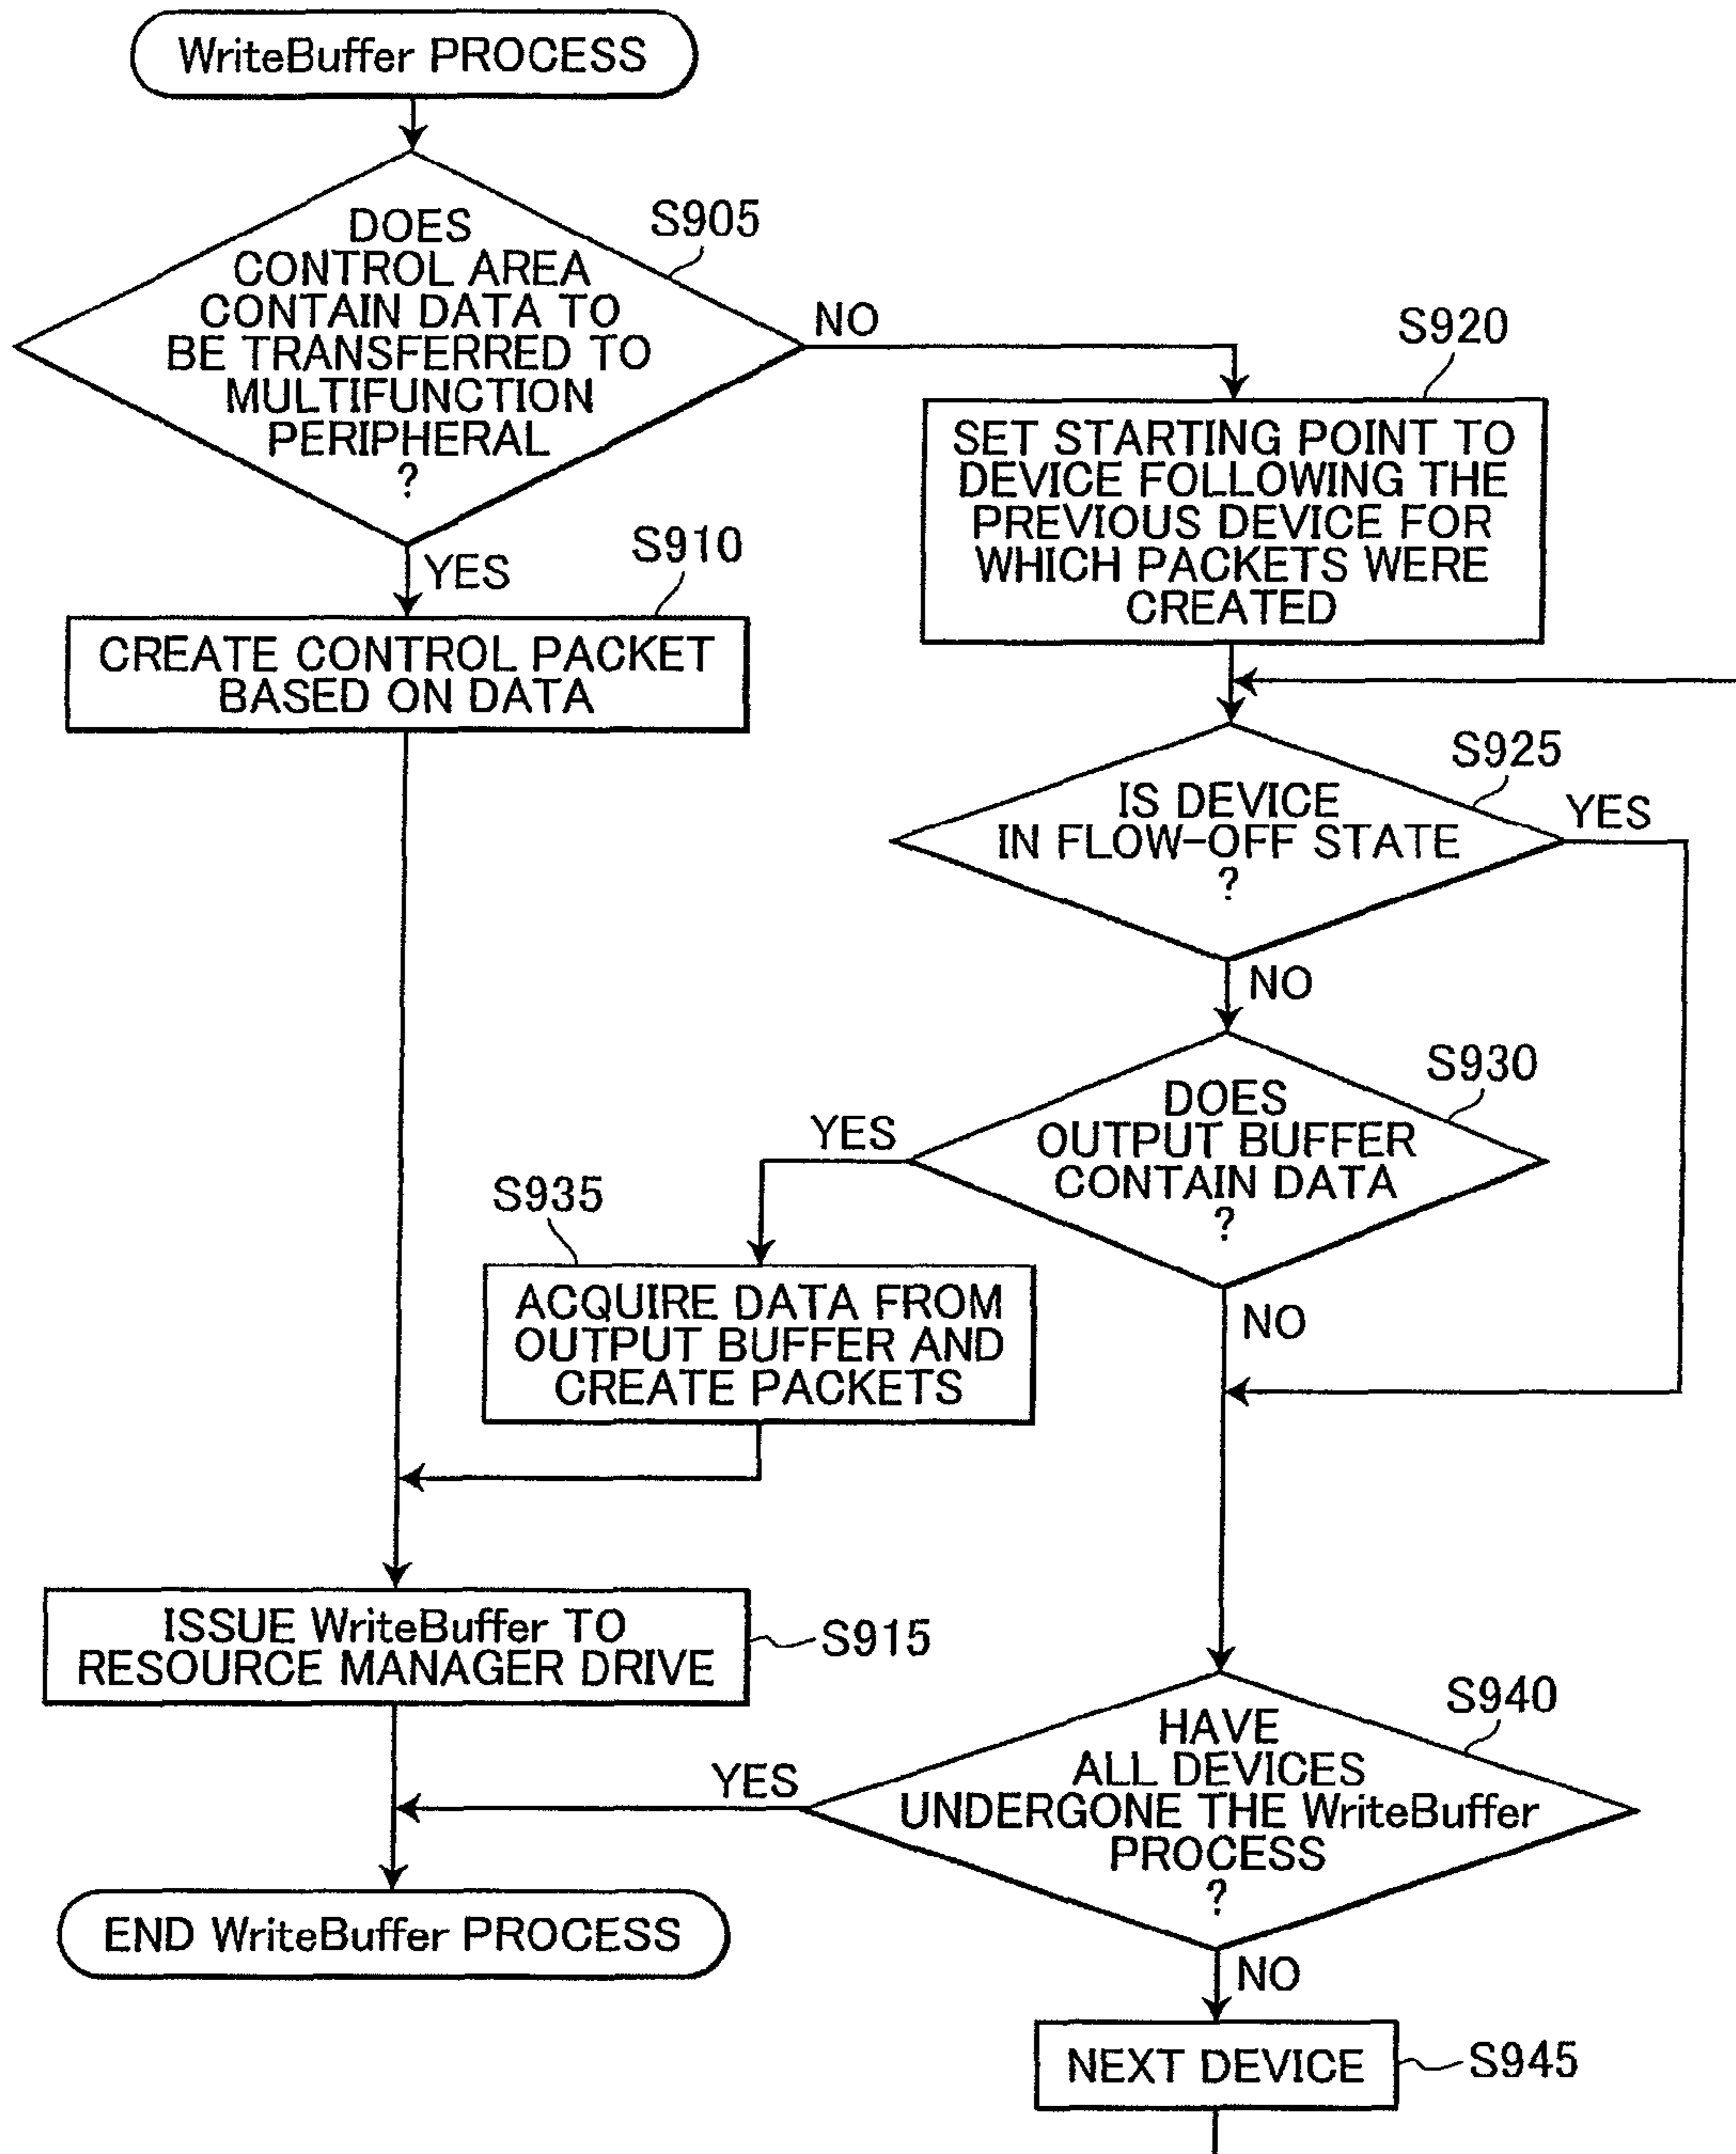 WriteBuffer PROCESS
DOES
CONTROL AREA
CONTAIN DATA TO
BE TRANSFERRED TO
MULTIFUNCTION
PERIPHERAL
?
S905
NO
YES
S910
CREATE CONTROL PACKET
BASED ON DATA
S920
SET STARTING POINT TO
DEVICE FOLLOWING THE
PREVIOUS DEVICE FOR
WHICH PACKETS WERE
CREATED
S925
IS DEVICE
IN FLOW-OFF STATE
?
YES
NO
S930
DOES
OUTPUT BUFFER
CONTAIN DATA
?
YES
NO
S935
ACQUIRE DATA FROM
OUTPUT BUFFER AND
CREATE PACKETS
ISSUE WriteBuffer TO
RESOURCE MANAGER DRIVE
S915
S940
HAVE
ALL DEVICES
UNDERGONE THE WriteBuffer
PROCESS
?
YES
NO
END WriteBuffer PROCESS
NEXT DEVICE
S945